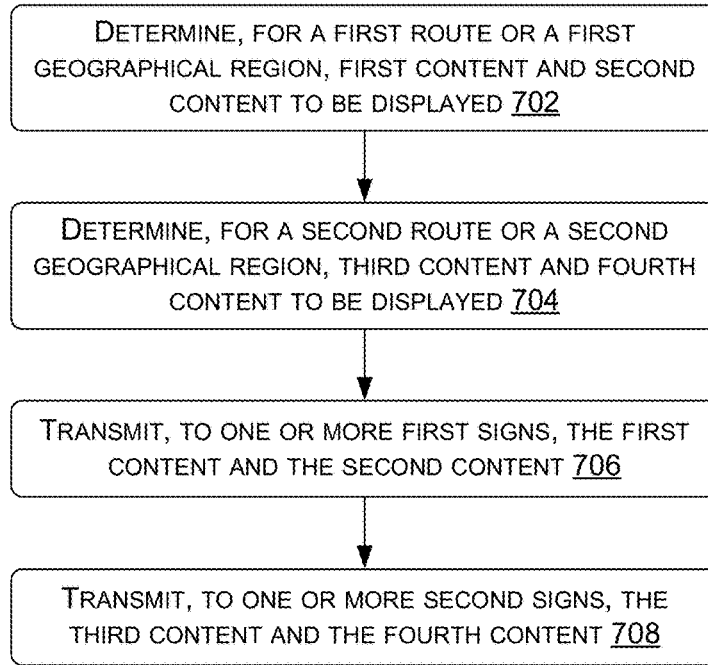 DETERMINE, FOR A FIRST ROUTE OR A FIRST
GEOGRAPHICAL REGION, FIRST CONTENT AND SECOND
CONTENT TO BE DISPLAYED 702
DETERMINE, FOR A SECOND ROUTE OR A SECOND
GEOGRAPHICAL REGION, THIRD CONTENT AND FOURTH
CONTENT TO BE DISPLAYED 704
TRANSMIT, TO ONE OR MORE FIRST SIGNS, THE FIRST
CONTENT AND THE SECOND CONTENT 706
TRANSMIT, TO ONE OR MORE SECOND SIGNS, THE
THIRD CONTENT AND THE FOURTH CONTENT 708